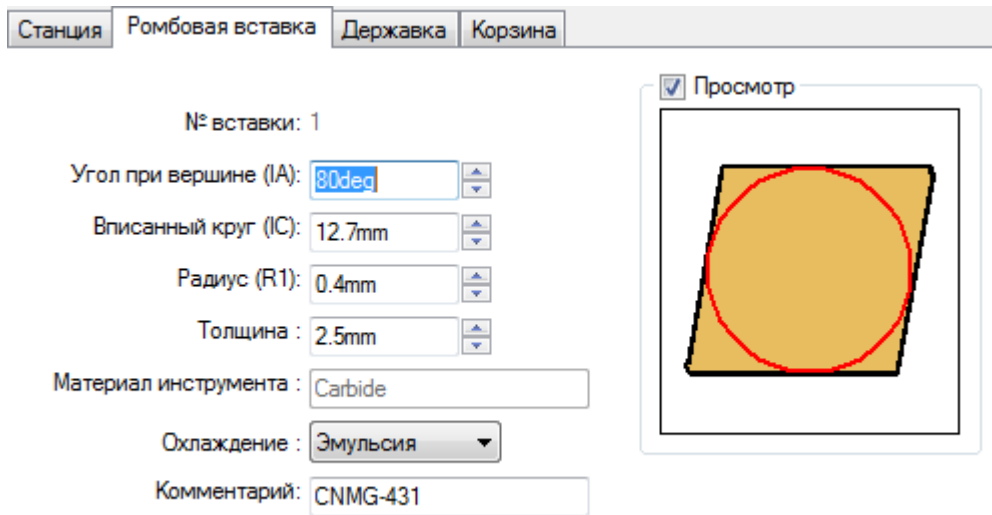 Станция Ромбовая вставка Державка Корзина
Просмотр
№ вставки: 1
Угол при вершине (IA): 80deg
Вписанный круг (IC): 12.7mm
Радиус (R1): 0.4mm
Толщина : 2.5mm
Материал инструмента : Carbide
Охлаждение : Эмульсия
Комментарий: CNMG-431